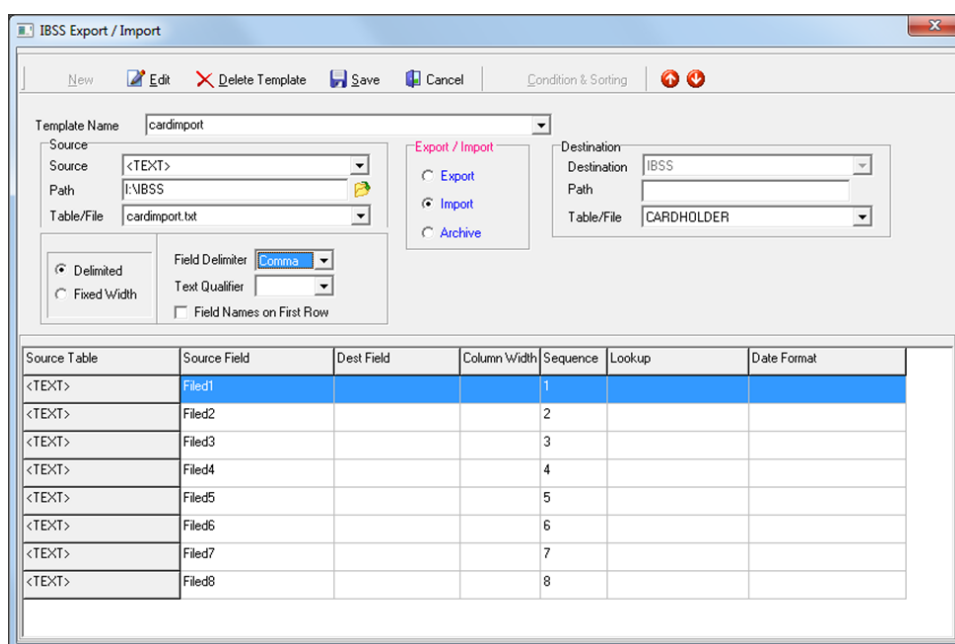 IBSS Export / Import
New Edit Delete Template Save Cancel Condition & Sorting
Template Name cardimport
Source Export / Import Destination
Source <TEXT> Export Destination IBSS
Path I:\IBSS Import Path
Table/File cardimport.txt Archive Table/File CARDHOLDER
Delimited Field Delimiter Comma
Fixed Width Text Qualifier
Field Names on First Row
Source Table Source Field Dest Field Column Width Sequence Lookup Date Format
<TEXT> Filed1 1
<TEXT> Filed2 2
<TEXT> Filed3 3
<TEXT> Filed4 4
<TEXT> Filed5 5
<TEXT> Filed6 6
<TEXT> Filed7 7
<TEXT> Filed8 8